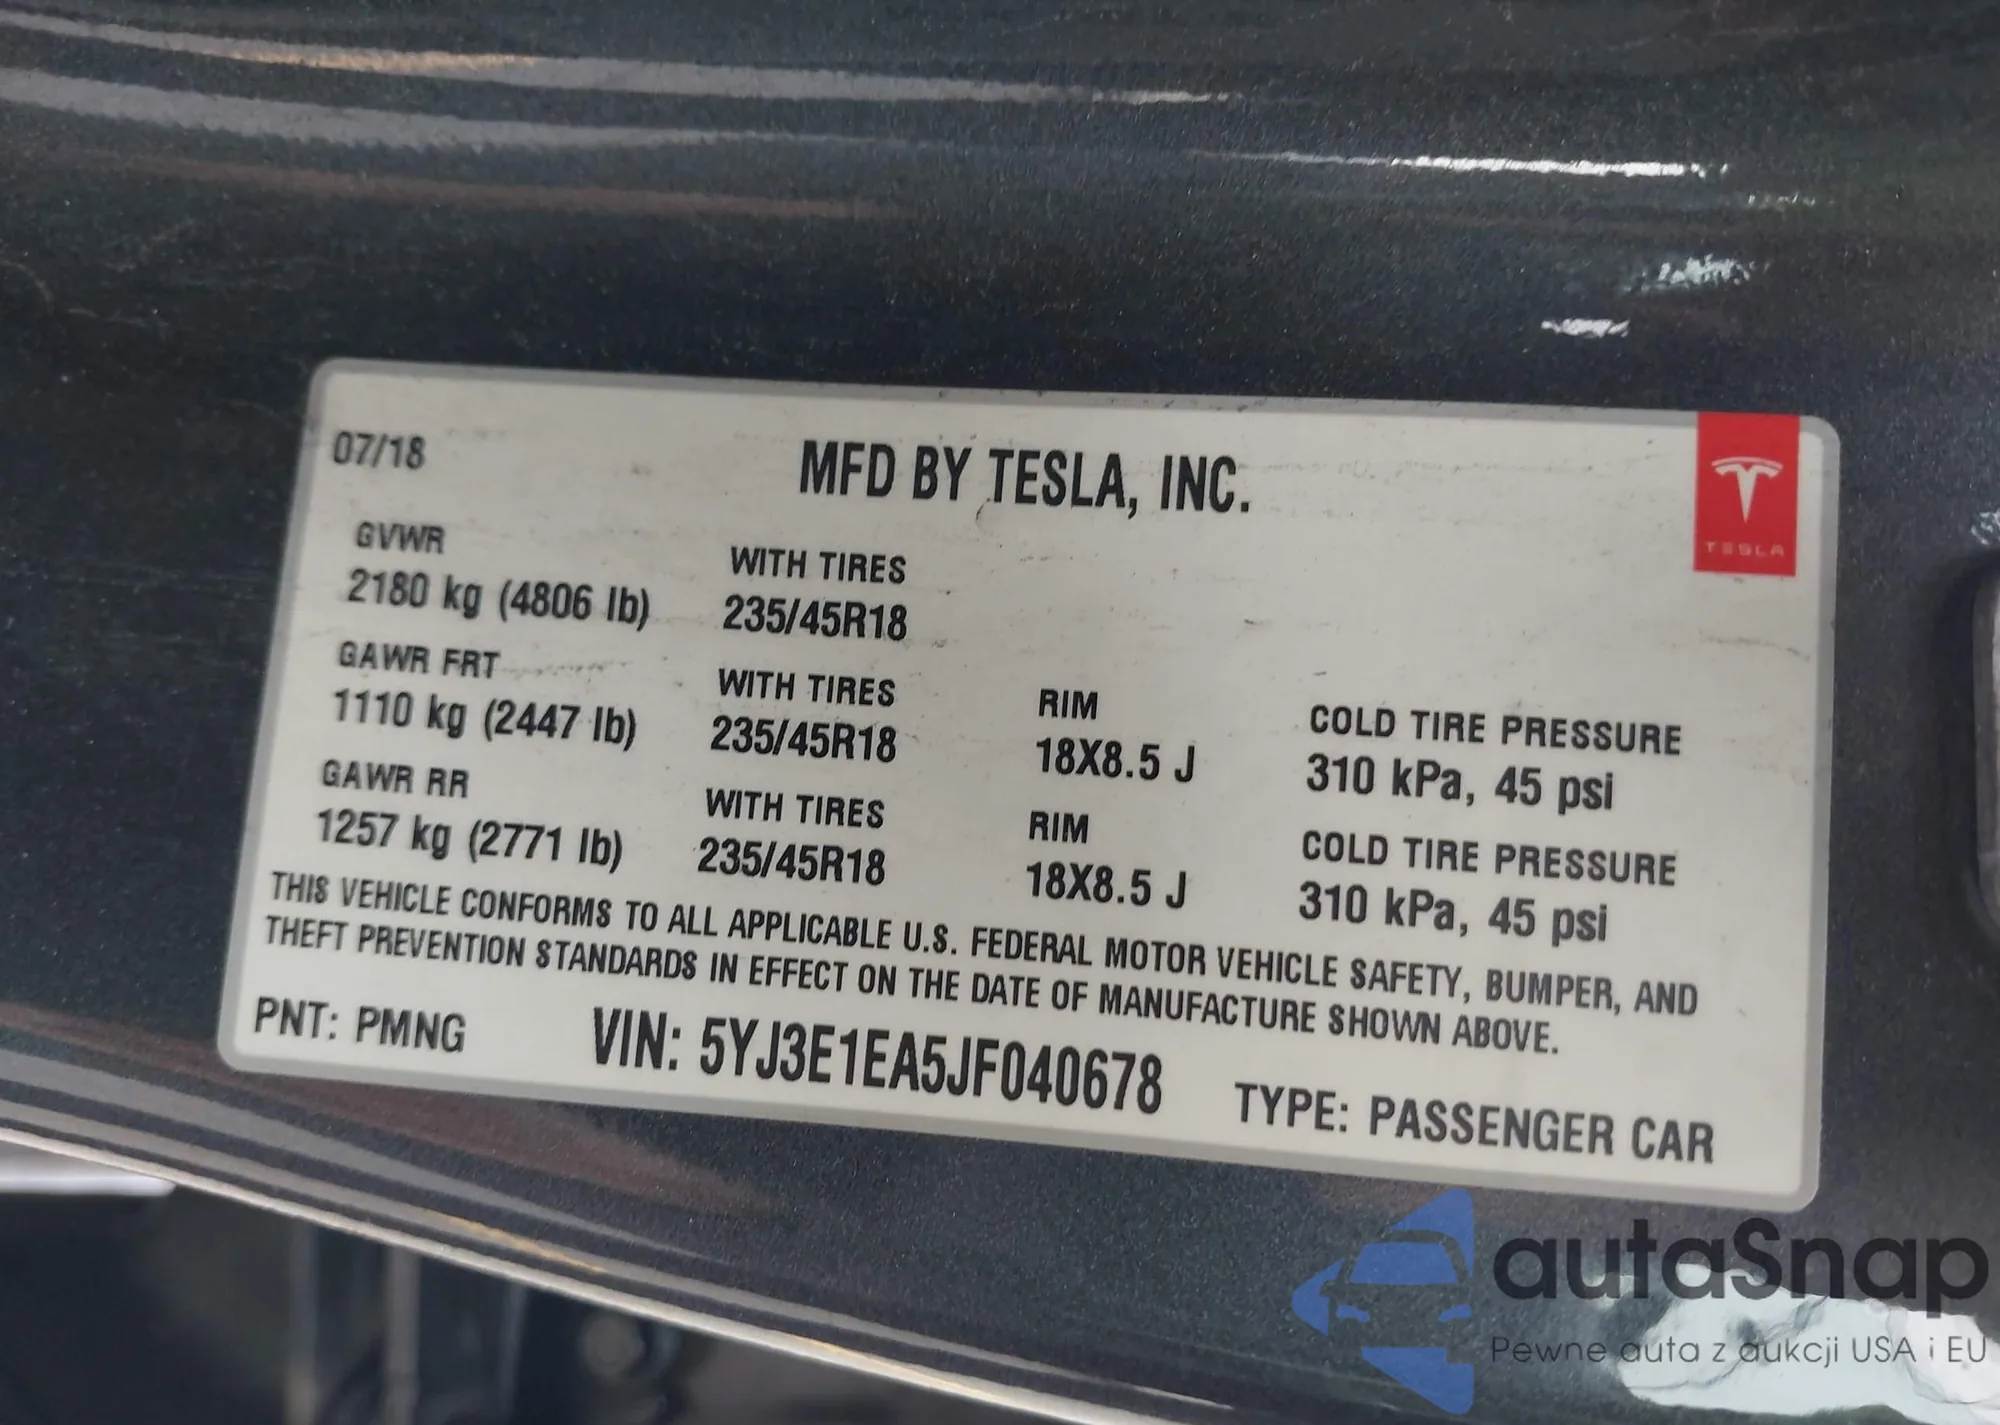 07/18
MFD BY TESLA, INC.
TESLA
GVWR
2180 kg (4806 lb)
WITH TIRES
235/45R18
GAWR FRT
1110 kg (2447 lb)
WITH TIRES
235/45R18
RIM
18X8.5 J
COLD TIRE PRESSURE
310 kPa, 45 psi
GAWR RR
1257 kg (2771 lb)
WITH TIRES
235/45R18
RIM
18X8.5 J
COLD TIRE PRESSURE
310 kPa, 45 psi
THIS VEHICLE CONFORMS TO ALL APPLICABLE U.S. FEDERAL MOTOR VEHICLE SAFETY, BUMPER, AND
THEFT PREVENTION STANDARDS IN EFFECT ON THE DATE OF MANUFACTURE SHOWN ABOVE.
PNT: PMNG
VIN: 5YJ3E1EA5JF040678
TYPE: PASSENGER CAR
autaSnap
Pewne auta z aukcji USA i EU